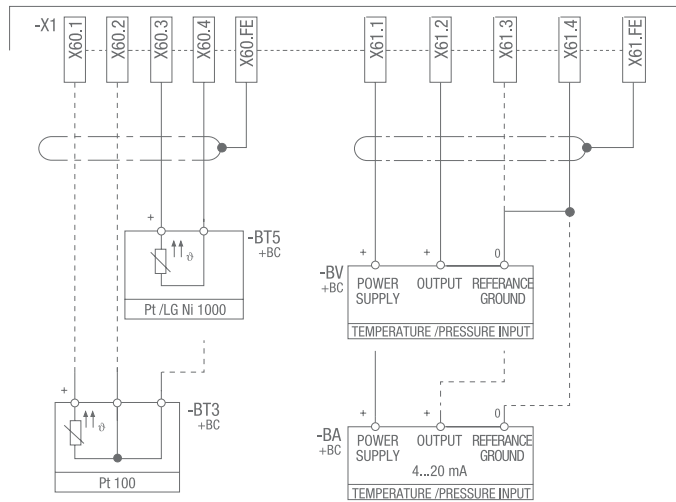 -X1
X60.1
X60.2
X60.3
X60.4
X60.FE
X61.1
X61.2
X61.3
X61.4
X61.FE
+
ϑ
-BT5
+BC
Pt /LG Ni 1000
+
+
0
-BV
+BC
POWER SUPPLY
OUTPUT
REFERANCE GROUND
TEMPERATURE /PRESSURE INPUT
+
ϑ
-BT3
+BC
Pt 100
+
+
0
-BA
+BC
POWER SUPPLY
OUTPUT
REFERANCE GROUND
4...20 mA
TEMPERATURE /PRESSURE INPUT